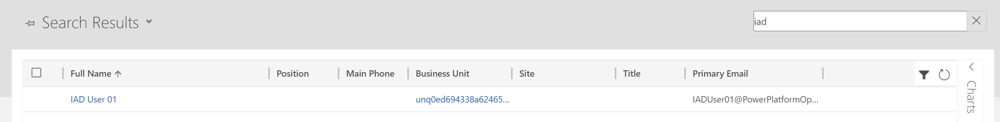 Search Results
iad
Full Name Position Main Phone Business Unit Site Title Primary Email
IAD User 01 unq0ed694338a62465... IADUser01@PowerPlatformOp...
Charts